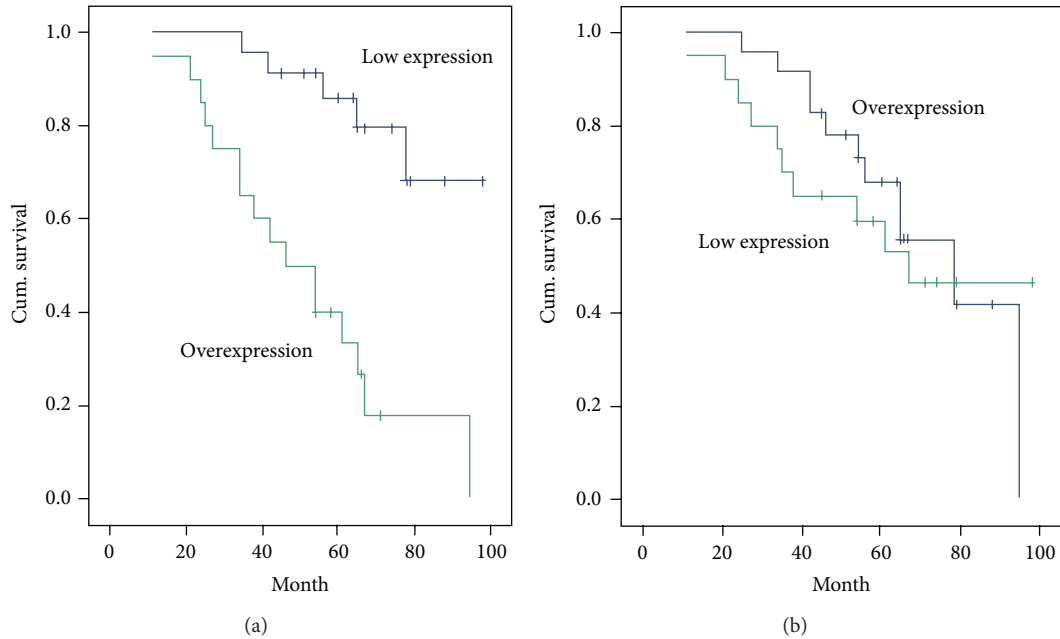 1.0
0.8
0.6
0.4
0.2
0.0
Cum. survival
Low expression
Overexpression
0 20 40 60 80 100
Month
(a)
1.0
0.8
0.6
0.4
0.2
0.0
Cum. survival
Overexpression
Low expression
0 20 40 60 80 100
Month
(b)